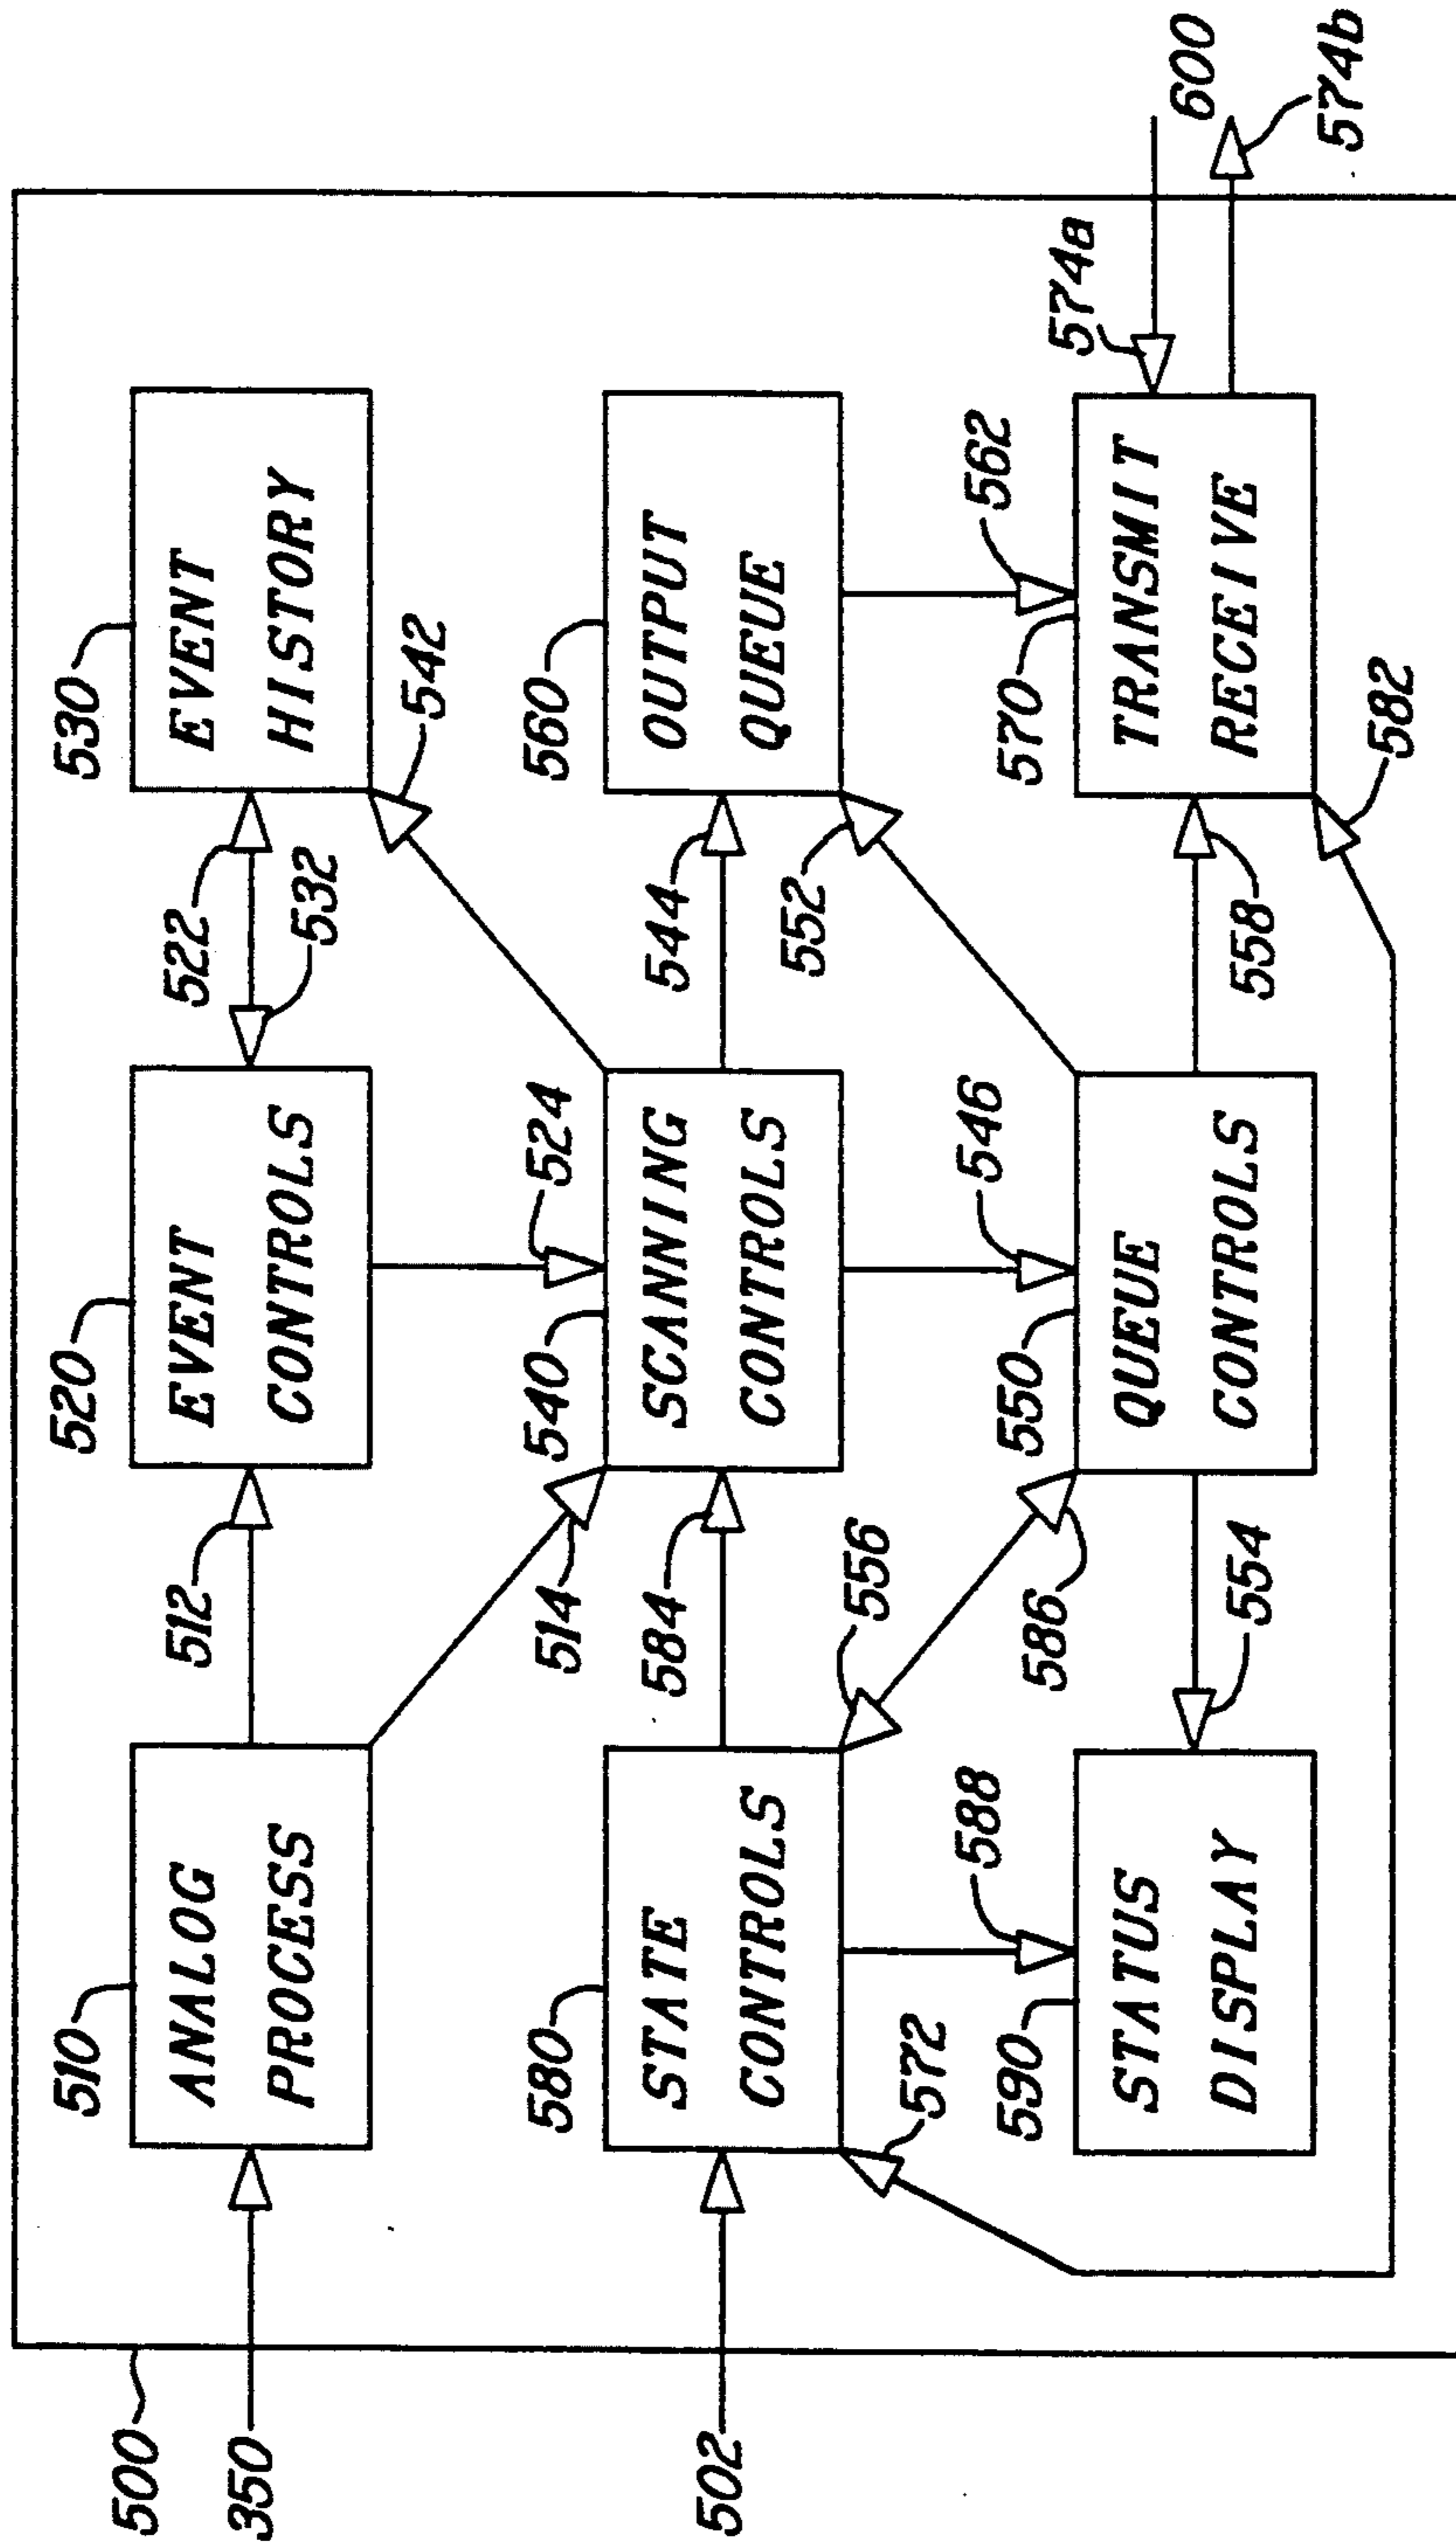 500
350
510
ANALOG
PROCESS
512
514
520
EVENT
CONTROLS
522
532
524
530
EVENT
HISTORY
542
502
580
STATE
CONTROLS
572
584
556
588
540
SCANNING
CONTROLS
544
546
552
560
OUTPUT
QUEUE
562
590
STATUS
DISPLAY
586
554
550
QUEUE
CONTROLS
558
570
TRANSMIT
RECEIVE
582
574a
600
574b